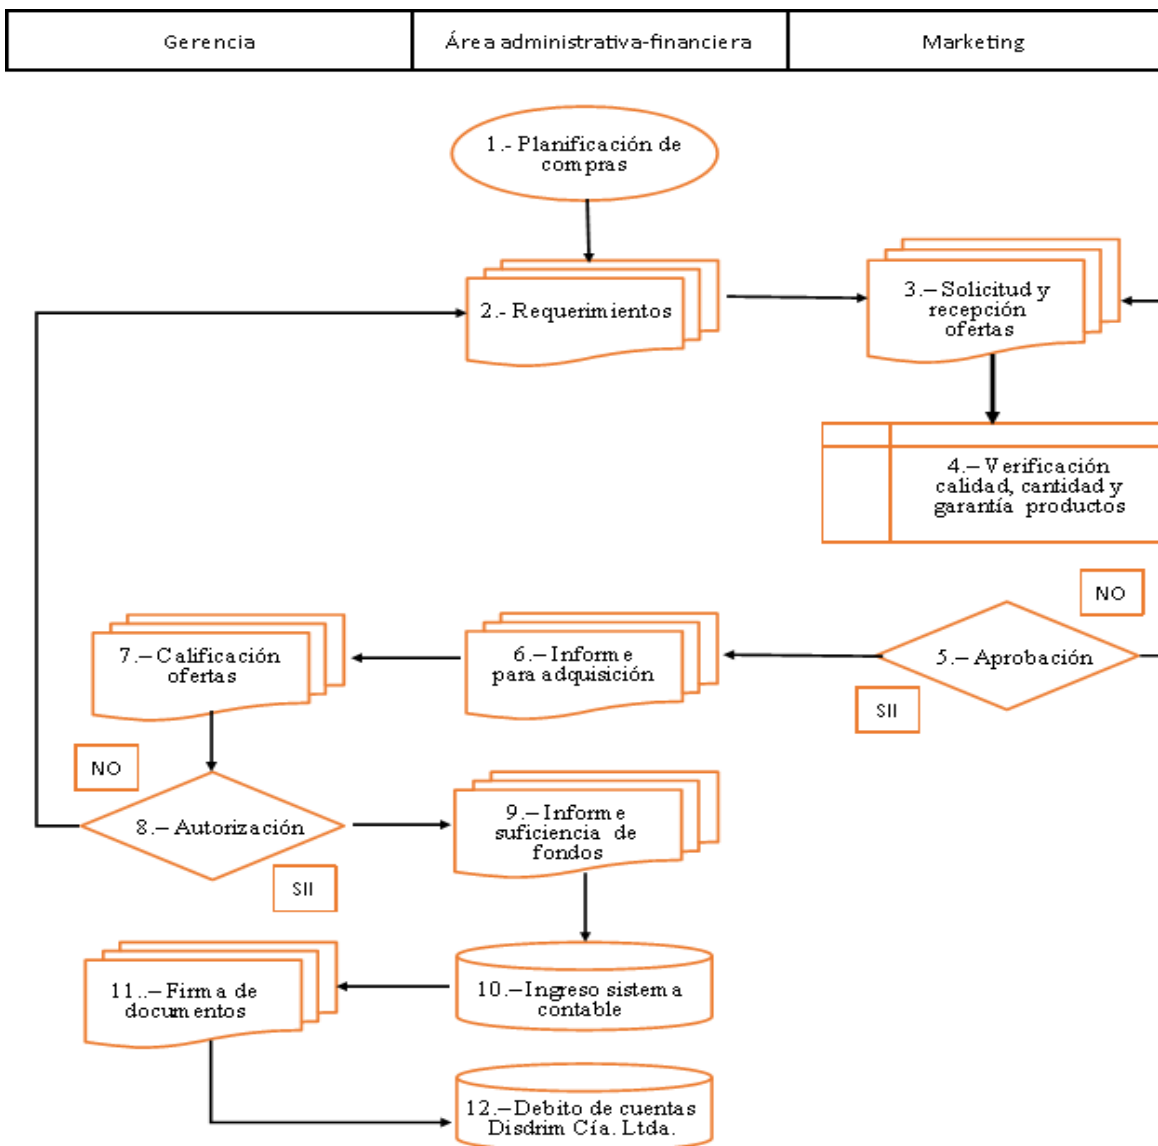 Gerencia
Área administrativa-financiera
Marketing
1.- Planificación de
compras
2.- Requerimientos
3.– Solicitud y
recepción
ofertas
4.– Verificación
calidad, cantidad y
garantía productos
NO
5.– Aprobación
SII
6.– Informe
para adquisición
7.– Calificación
ofertas
NO
8.– Autorización
SII
9.– Informe
suficiencia de
fondos
10.–Ingreso sistema
contable
11..– Firma de
documentos
12.–Debito de cuentas
Disdrim Cía. Ltda.